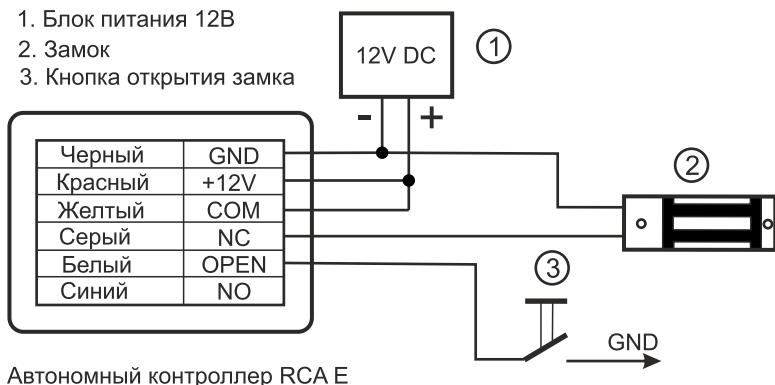 1. Блок питания 12В
2. Замок
3. Кнопка открытия замка
12V DC
1
- +
Черный GND
Красный +12V
Желтый COM
Серый NC
Белый OPEN
Синий NO
2
3
GND
Автономный контроллер RCA E